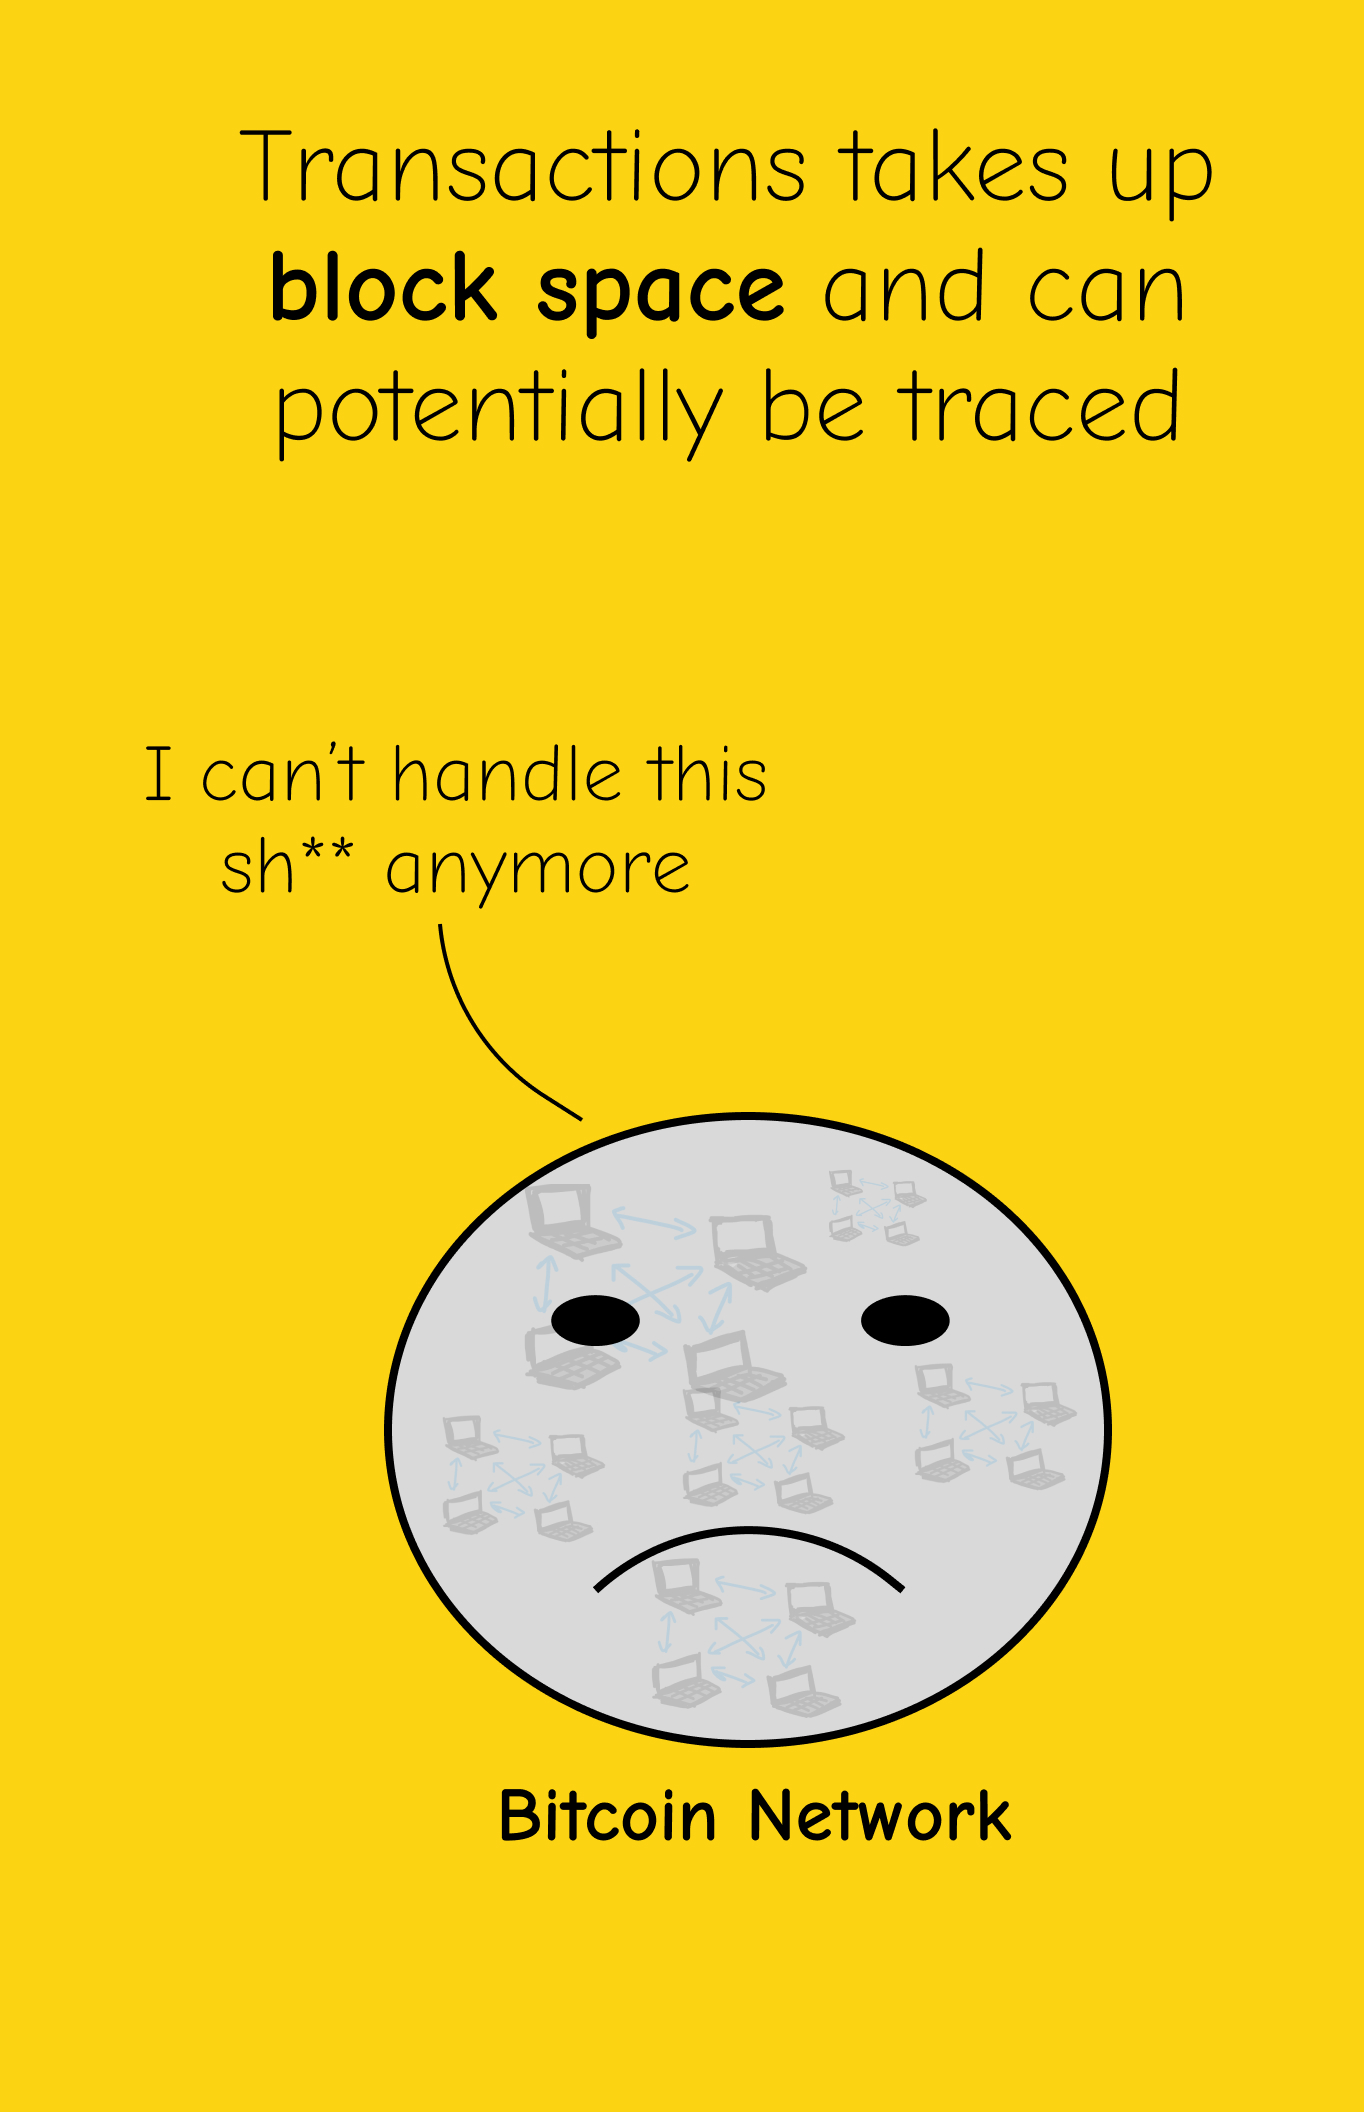 Transactions takes up
block space and can
potentially be traced
I can't handle this
sh** anymore
Bitcoin Network